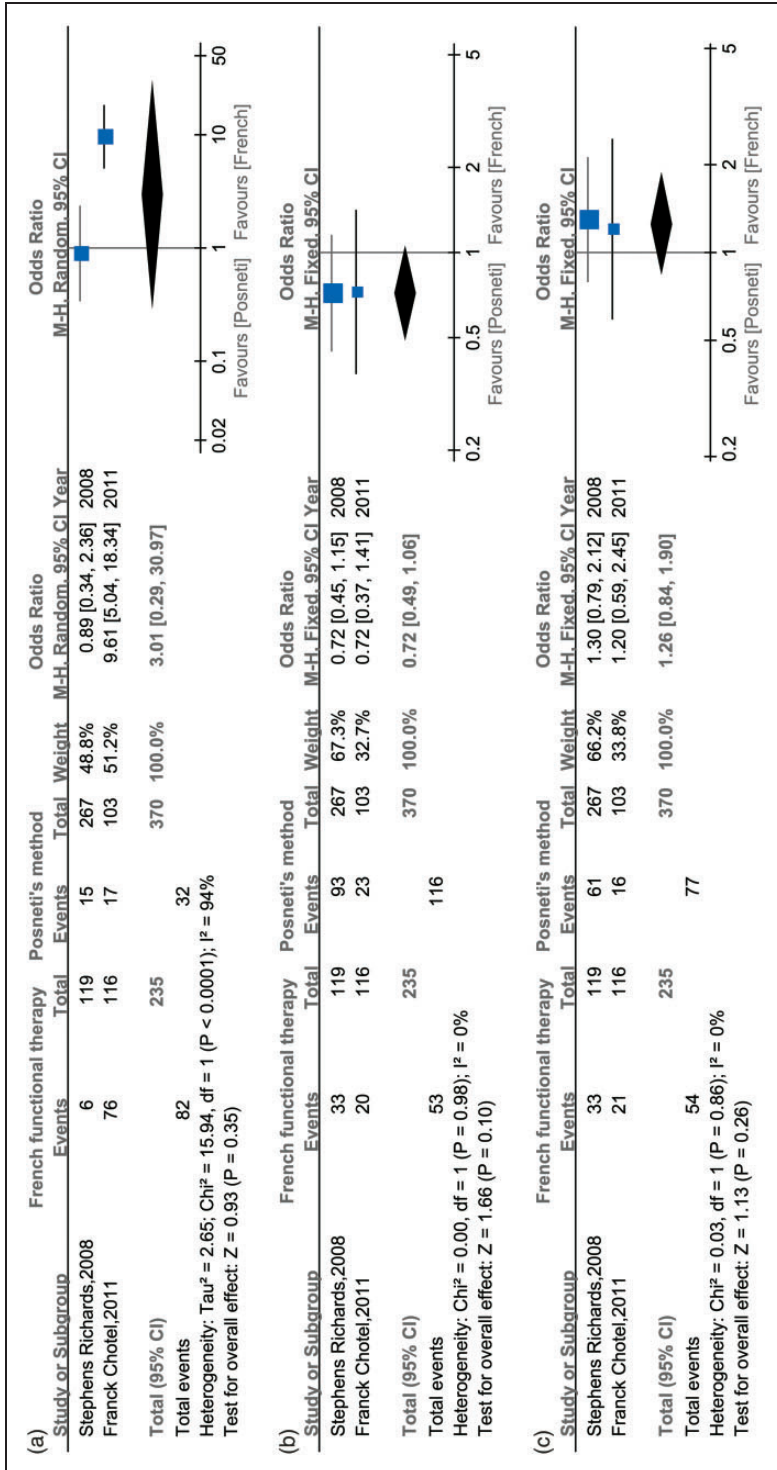 (a)
French functional therapy Posneti's method Odds Ratio Odds Ratio
Study or Subgroup Events Total Events Total Weight M-H. Random. 95% CI Year M-H. Random. 95% CI
Stephens Richards,2008 6 119 15 267 48.8% 0.89 [0.34, 2.36] 2008
Franck Chotel,2011 76 116 17 103 51.2% 9.61 [5.04, 18.34] 2011
Total (95% CI) 235 370 100.0% 3.01 [0.29, 30.97]
Total events 82 32
Heterogeneity: Tau² = 2.65; Chi² = 15.94, df = 1 (P < 0.0001); I² = 94%
Test for overall effect: Z = 0.93 (P = 0.35)
0.02 0.1 1 10 50
Favours [Posneti] Favours [French]
(b)
French functional therapy Posneti's method Odds Ratio Odds Ratio
Study or Subgroup Events Total Events Total Weight M-H. Fixed. 95% CI Year M-H. Fixed. 95% CI
Stephens Richards,2008 33 119 93 267 67.3% 0.72 [0.45, 1.15] 2008
Franck Chotel,2011 20 116 23 103 32.7% 0.72 [0.37, 1.41] 2011
Total (95% CI) 235 370 100.0% 0.72 [0.49, 1.06]
Total events 53 116
Heterogeneity: Chi² = 0.00, df = 1 (P = 0.98); I² = 0%
Test for overall effect: Z = 1.66 (P = 0.10)
0.2 0.5 1 2 5
Favours [Posneti] Favours [French]
(c)
French functional therapy Posneti's method Odds Ratio Odds Ratio
Study or Subgroup Events Total Events Total Weight M-H. Fixed. 95% CI Year M-H. Fixed. 95% CI
Stephens Richards,2008 33 119 61 267 66.2% 1.30 [0.79, 2.12] 2008
Franck Chotel,2011 21 116 16 103 33.8% 1.20 [0.59, 2.45] 2011
Total (95% CI) 235 370 100.0% 1.26 [0.84, 1.90]
Total events 54 77
Heterogeneity: Chi² = 0.03, df = 1 (P = 0.86); I² = 0%
Test for overall effect: Z = 1.13 (P = 0.26)
0.2 0.5 1 2 5
Favours [Posneti] Favours [French]